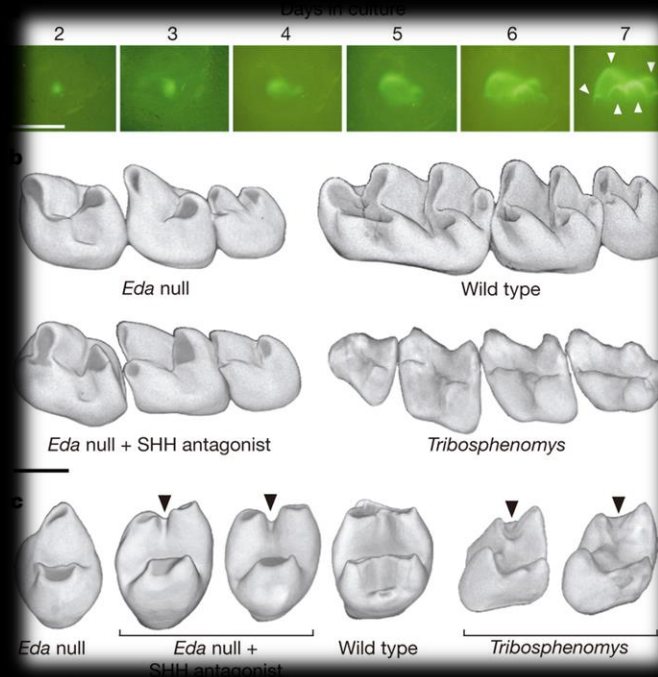 Days in culture
2 3 4 5 6 7
b
Eda null
Wild type
Eda null + SHH antagonist
Tribosphenomys
c
Eda null
Eda null +
SHH antagonist
Wild type
Tribosphenomys